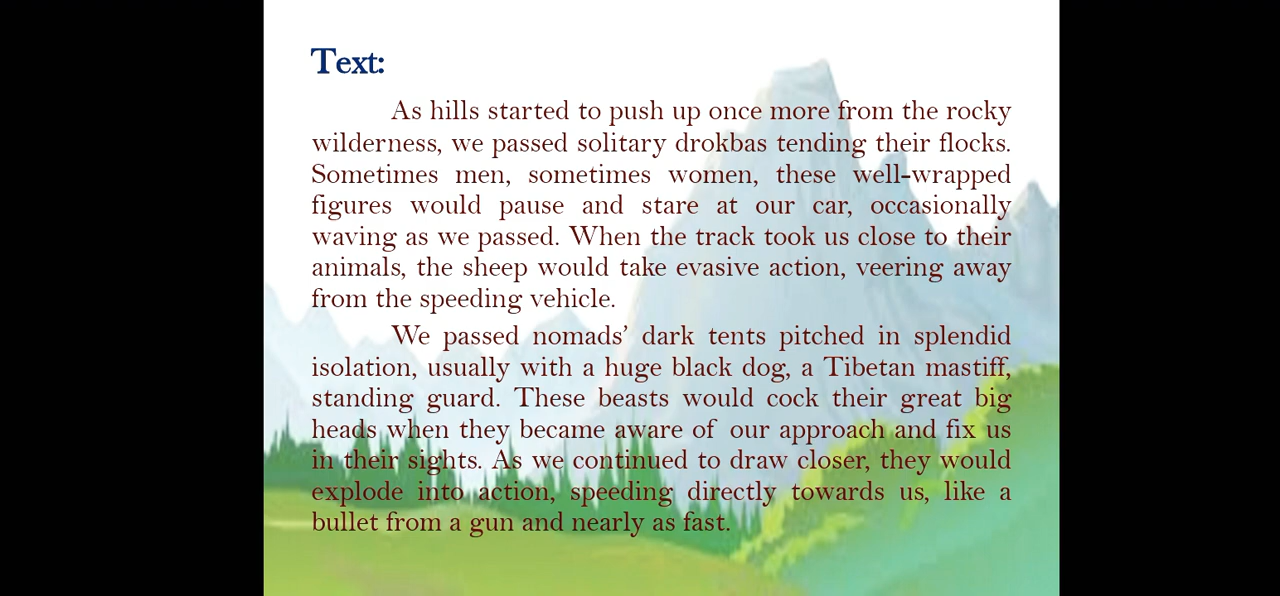 Text:
As hills started to push up once more from the rocky
wilderness, we passed solitary drokbas tending their flocks.
Sometimes men, sometimes women, these well-wrapped
figures would pause and stare at our car, occasionally
waving as we passed. When the track took us close to their
animals, the sheep would take evasive action, veering away
from the speeding vehicle.
We passed nomads’ dark tents pitched in splendid
isolation, usually with a huge black dog, a Tibetan mastiff,
standing guard. These beasts would cock their great big
heads when they became aware of our approach and fix us
in their sights. As we continued to draw closer, they would
explode into action, speeding directly towards us, like a
bullet from a gun and nearly as fast.